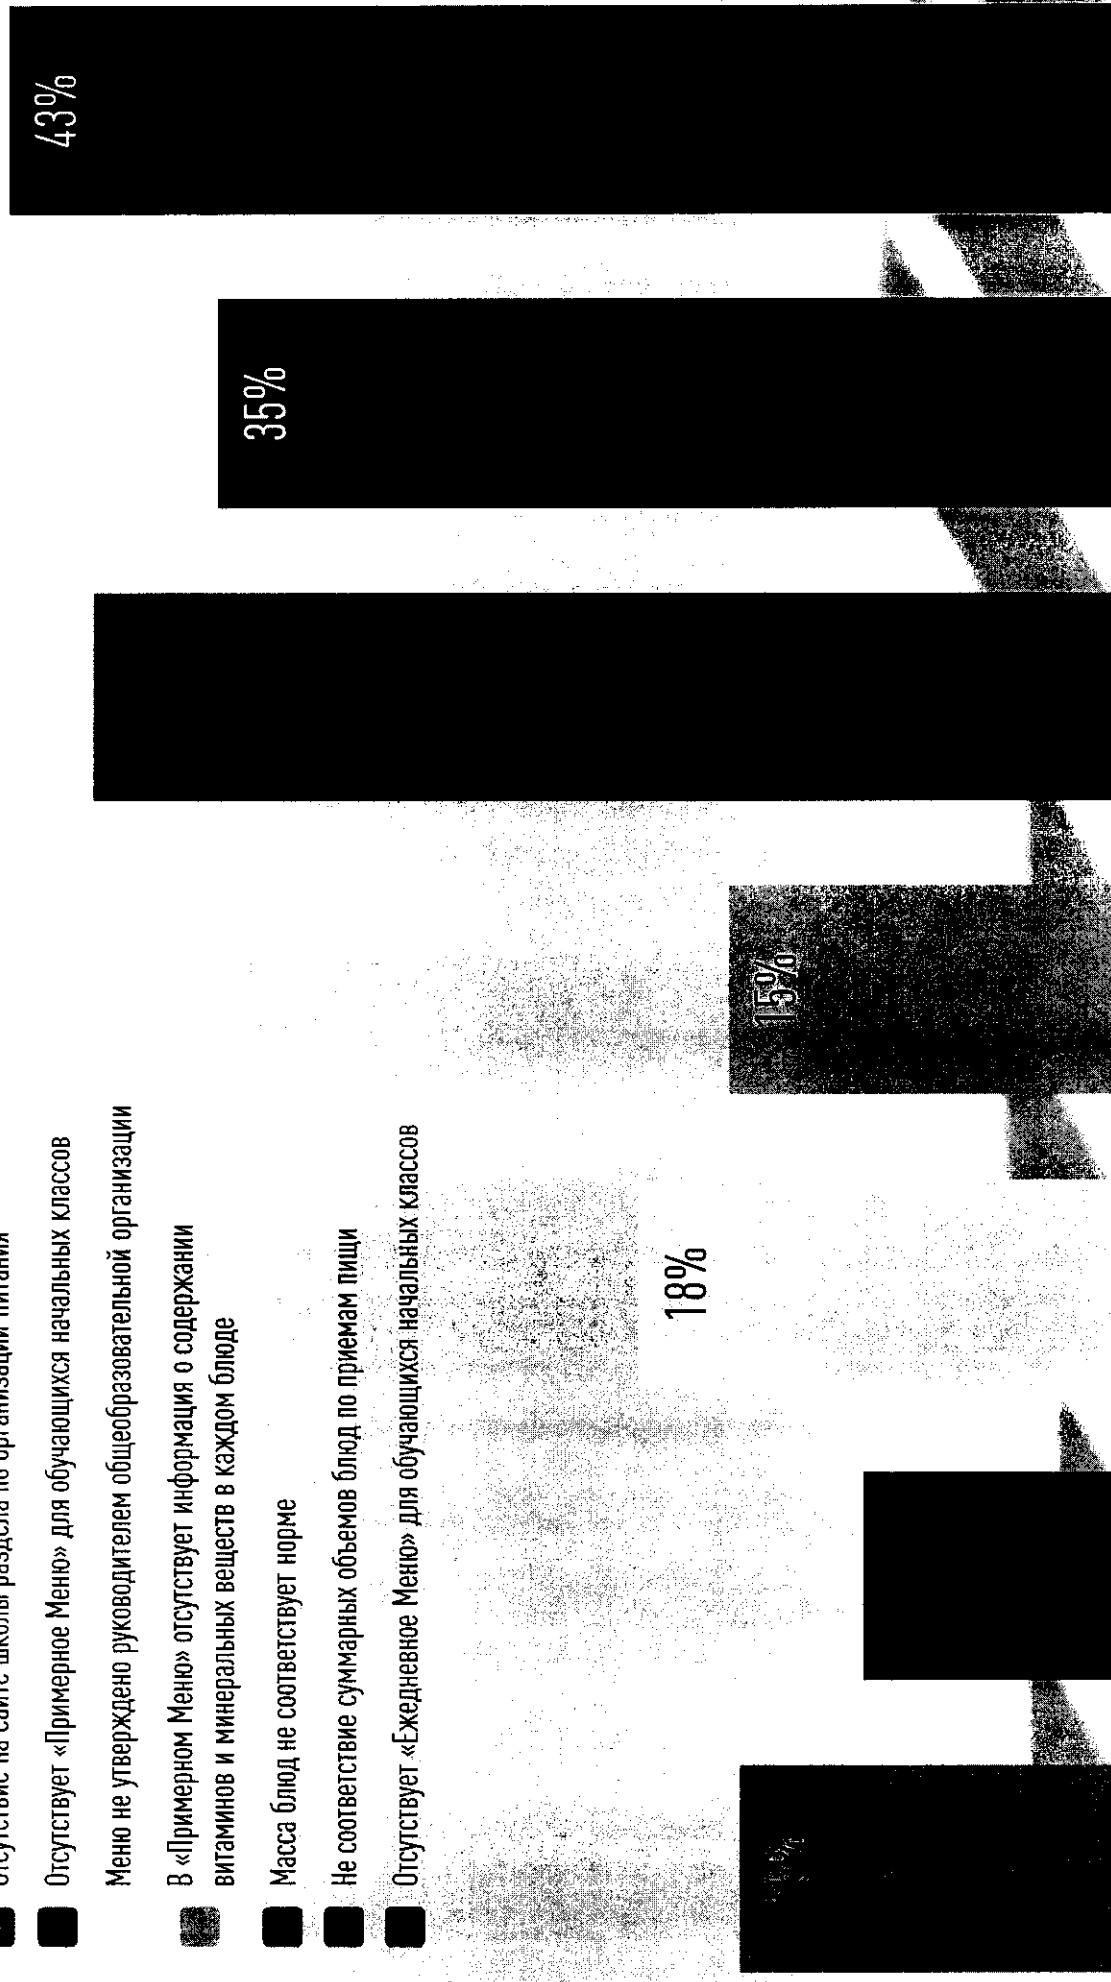 Отсутствует «Примерное Меню» для обучающихся начальных классов
Меню не утверждено руководителем общеобразовательной организации
В «Примерном Меню» отсутствует информация о содержании
витаминов и минеральных веществ в каждом блюде
Масса блюд не соответствует норме
Не соответствие суммарных объемов блюд по приемам пищи
Отсутствует «Ежедневное Меню» для обучающихся начальных классов
18%
15%
35%
43%